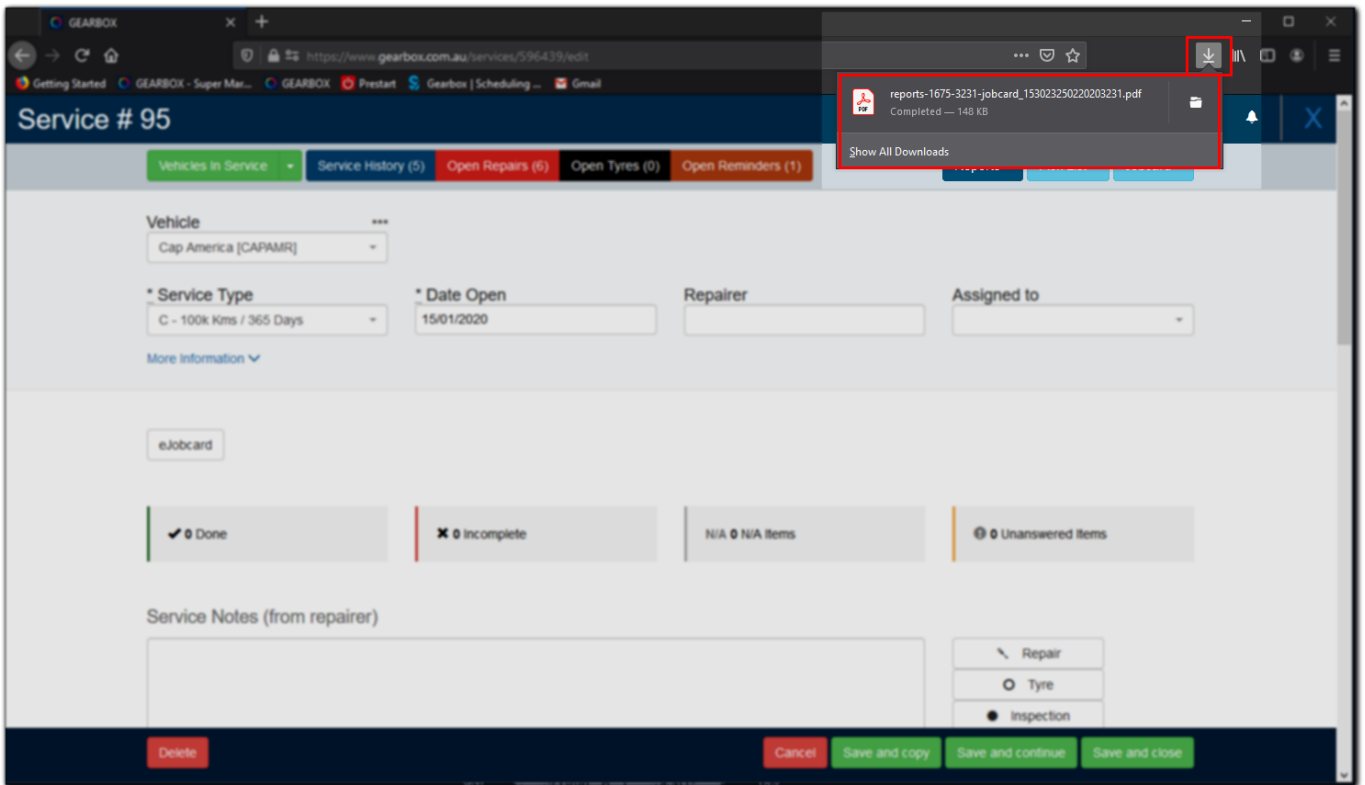 GEARBOX
https://www.gearbox.com.au/services/596439/edit
Getting Started GEARBOX - Super Mar... GEARBOX Prestart Gearbox | Scheduling ... Gmail
reports-1675-3231-jobcard_153023250220203231.pdf
Completed — 148 KB
Show All Downloads
Service # 95
X
Vehicles In Service Service History (5) Open Repairs (6) Open Tyres (0) Open Reminders (1)
Vehicle
Cap America [CAPAMR]
* Service Type * Date Open Repairer Assigned to
C - 100k Kms / 365 Days 15/01/2020
More Information
eJobcard
0 Done 0 Incomplete N/A 0 N/A Items 0 Unanswered Items
Service Notes (from repairer)
Repair
Tyre
Inspection
Delete Cancel Save and copy Save and continue Save and close